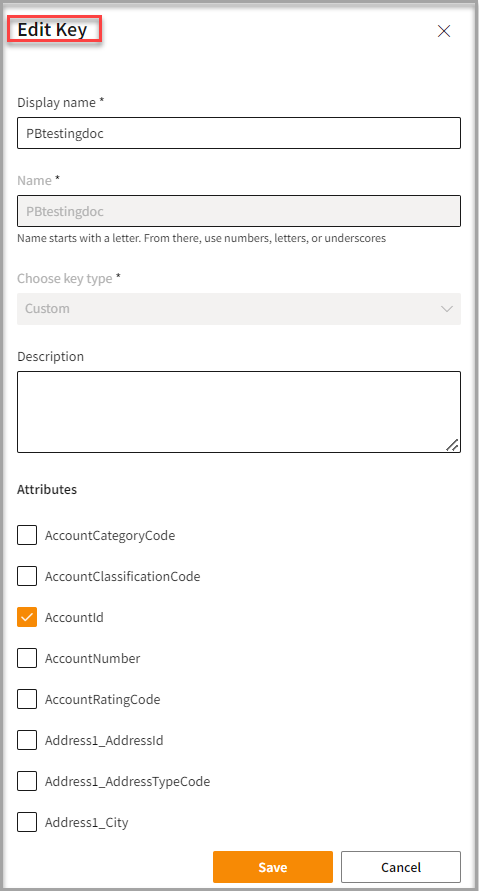 Edit Key
Display name *
PBtestingdoc
Name *
PBtestingdoc
Name starts with a letter. From there, use numbers, letters, or underscores
Choose key type *
Custom
Description
Attributes
AccountCategoryCode
AccountClassificationCode
AccountId
AccountNumber
AccountRatingCode
Address1_AddressId
Address1_AddressTypeCode
Address1_City
Save Cancel